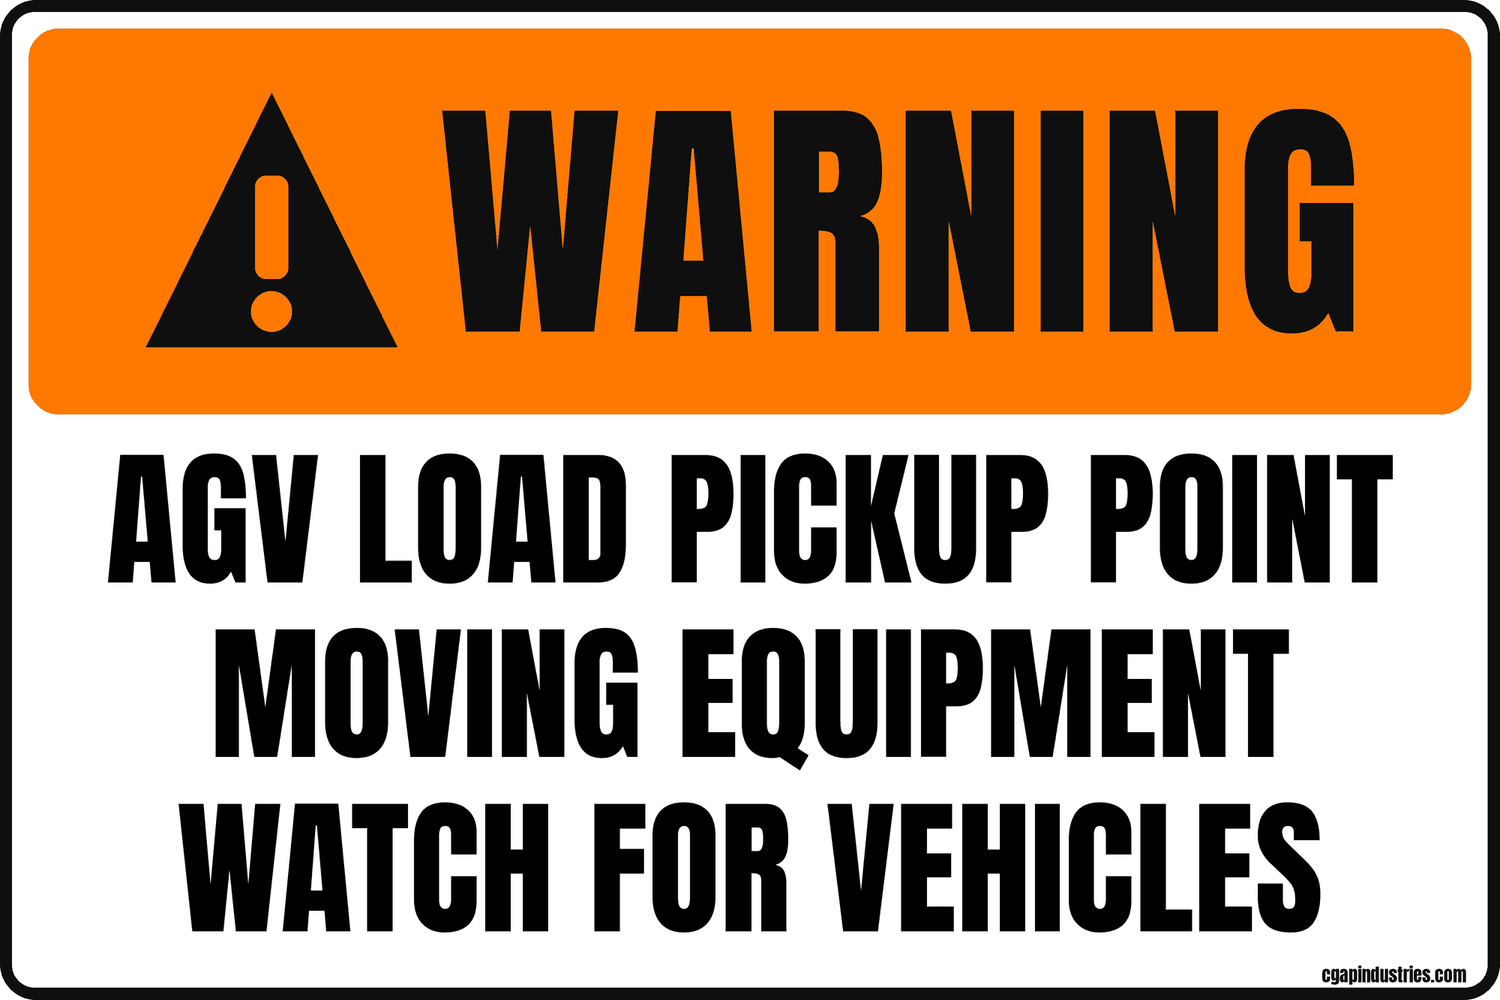 WARNING
AGV LOAD PICKUP POINT
MOVING EQUIPMENT
WATCH FOR VEHICLES
cgapindustries.com